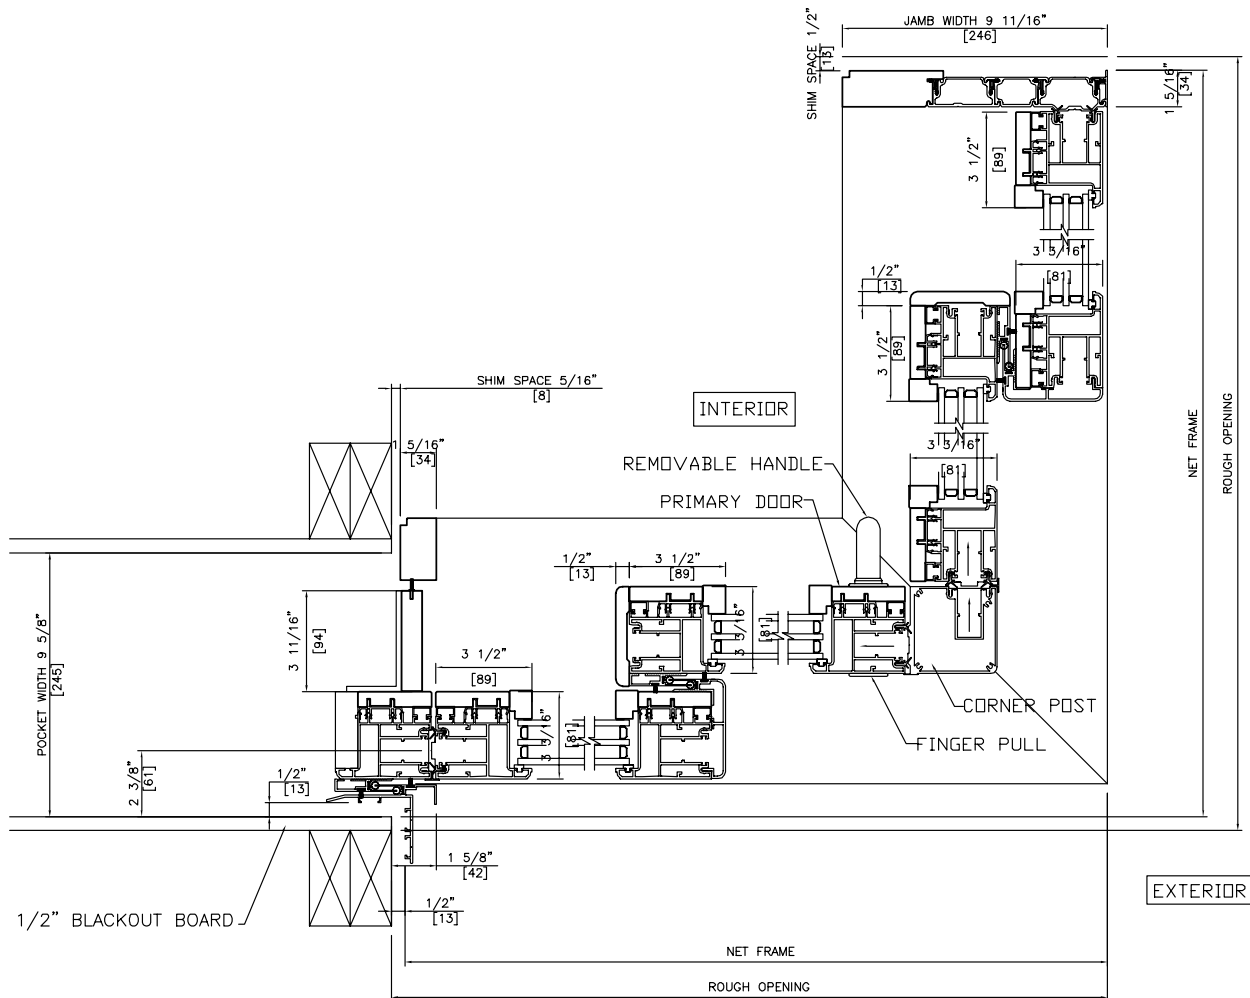 JAMB WIDTH 9 11/16"
[246]
SHIM SPACE 1/2"
[13]
1 5/16"
[34]
3 1/2"
[89]
3 3/16"
[81]
1/2"
[13]
3 1/2"
[89]
SHIM SPACE 5/16"
[8]
INTERIOR
NET FRAME
ROUGH OPENING
1 5/16"
[34]
REMOVABLE HANDLE
3 3/16"
[81]
PRIMARY DOOR
1/2"
[13]
3 1/2"
[89]
3 11/16"
[94]
3 3/16"
[81]
POCKET WIDTH 9 5/8"
[245]
3 1/2"
[89]
CORNER POST
3 3/16"
[81]
FINGER PULL
2 3/8"
[61]
1/2"
[13]
1 5/8"
[42]
EXTERIOR
1/2" BLACKOUT BOARD
1/2"
[13]
NET FRAME
ROUGH OPENING